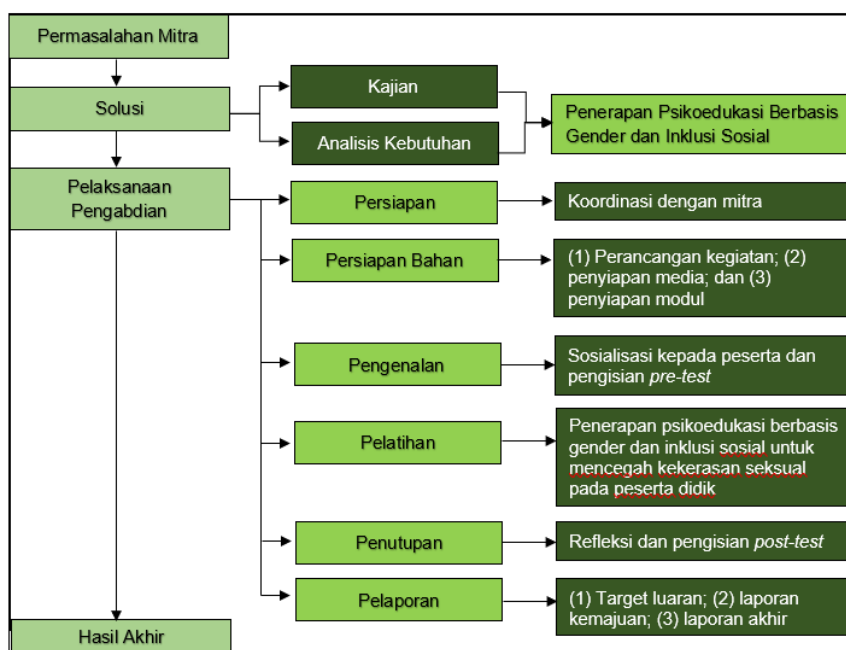 Permasalahan Mitra
Solusi
Kajian
Analisis Kebutuhan
Penerapan Psikoedukasi Berbasis
Gender dan Inklusi Sosial
Pelaksanaan
Pengabdian
Persiapan
Koordinasi dengan mitra
Persiapan Bahan
(1) Perancangan kegiatan; (2)
penyiapan media; dan (3)
penyiapan modul
Pengenalan
Sosialisasi kepada peserta dan
pengisian pre-test
Pelatihan
Penerapan psikoedukasi berbasis
gender dan inklusi sosial untuk
mencegah kekerasan seksual
pada peserta didik
Penutupan
Refleksi dan pengisian post-test
Pelaporan
(1) Target luaran; (2) laporan
kemajuan; (3) laporan akhir
Hasil Akhir